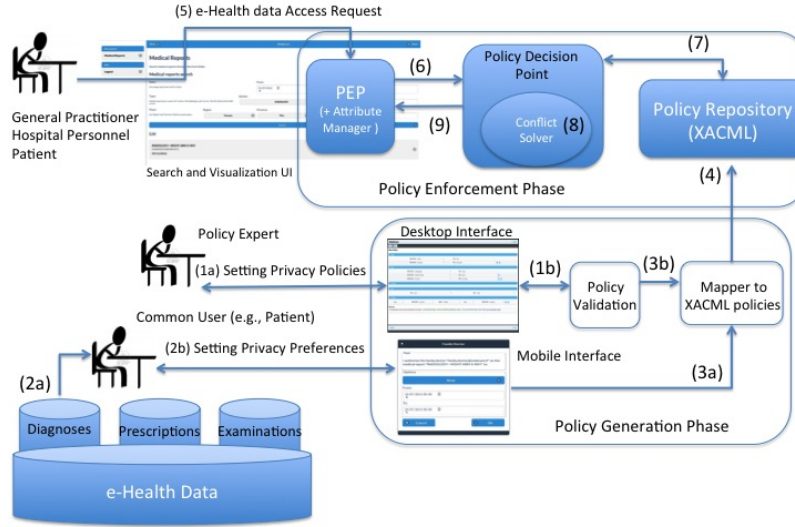 (5) e-Health data Access Request
Medical Reports
General Practitioner
Hospital Personnel
Patient
Search and Visualization UI
PEP
(+ Attribute
Manager )
(6)
(9)
Policy Decision
Point
Conflict
Solver
(8)
(7)
Policy Repository
(XACML)
Policy Enforcement Phase
(4)
Policy Expert
(1a) Setting Privacy Policies
Desktop Interface
(1b)
Policy
Validation
(3b)
Mapper to
XACML policies
Common User (e.g., Patient)
(2b) Setting Privacy Preferences
Mobile Interface
(3a)
(2a)
Policy Generation Phase
Diagnoses
Prescriptions
Examinations
e-Health Data